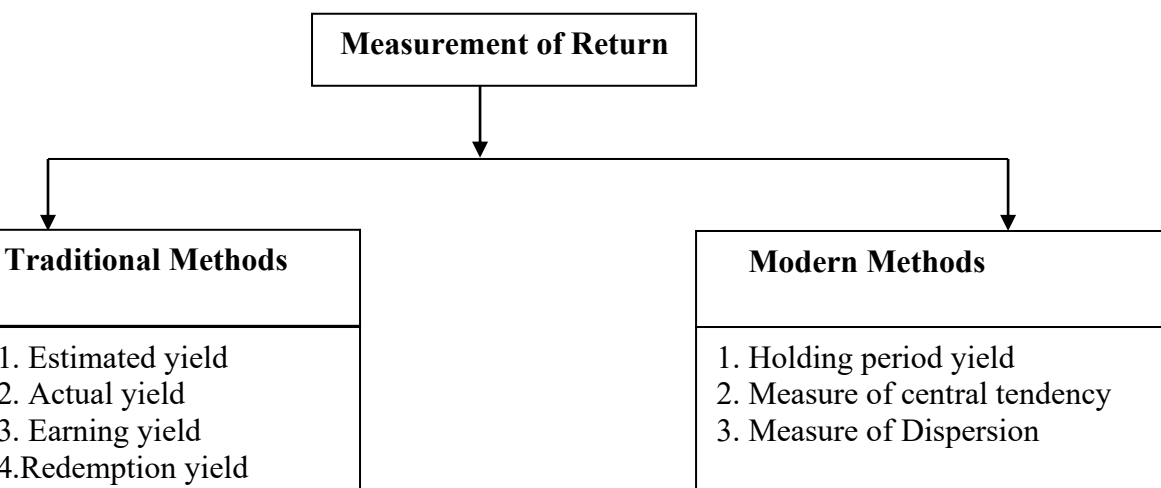 Measurement of Return
Traditional Methods
1. Estimated yield
2. Actual yield
3. Earning yield
4.Redemption yield
Modern Methods
1. Holding period yield
2. Measure of central tendency
3. Measure of Dispersion